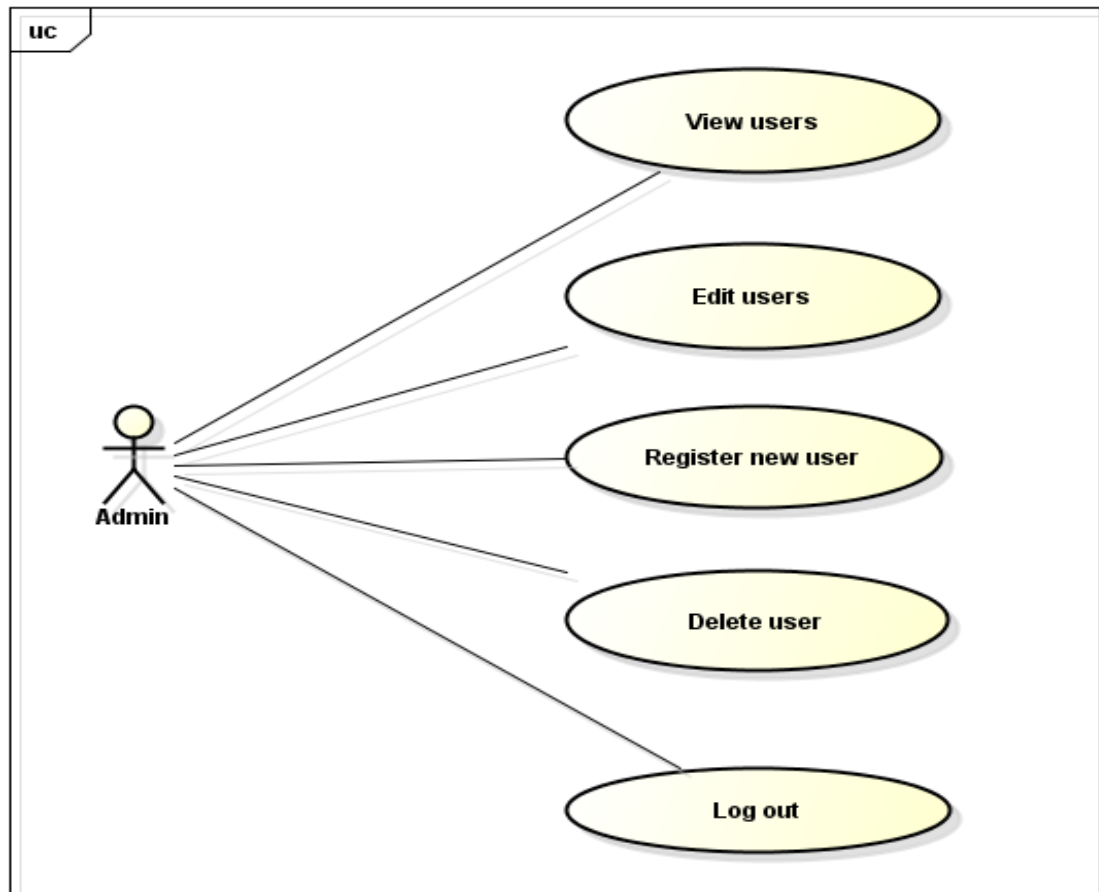 uc
View users
Edit users
Register new user
Admin
Delete user
Log out